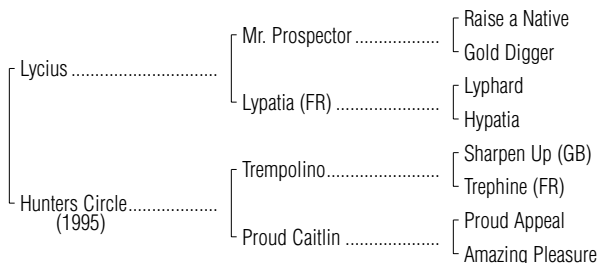 Raise a Native
Mr. Prospector ..................
Gold Digger
Lycius ...............................
Lyphard
Lypatia (FR) ......................
Hypatia
Sharpen Up (GB)
Trempolino........................
Trephine (FR)
Hunters Circle...................
(1995)
Proud Appeal
Proud Caitlin ....................
Amazing Pleasure